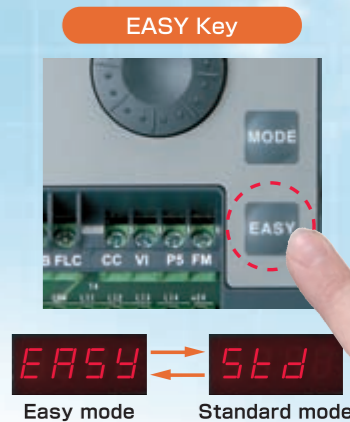 EASY Key
MODE
EASY
FLC CC VI P5 FM
EASY Std
Easy mode Standard mode